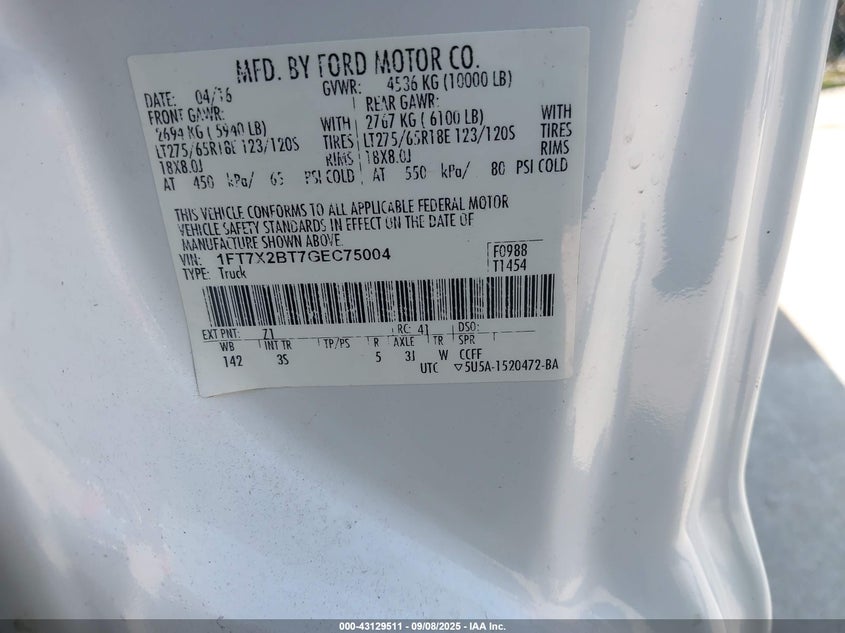 MFD. BY FORD MOTOR CO.
DATE: 04/16 GVWR: 4536 KG (10000 LB)
FRONT GAWR: REAR GAWR:
2694 KG ( 5940 LB) WITH 2767 KG ( 6100 LB) WITH
LT275/65R18E 123/120S TIRES LT275/65R18E 123/120S TIRES
18X8.0J RIMS 18X8.0J RIMS
AT 450 kPa/ 65 PSI COLD AT 550 kPa/ 80 PSI COLD
THIS VEHICLE CONFORMS TO ALL APPLICABLE FEDERAL MOTOR
VEHICLE SAFETY STANDARDS IN EFFECT ON THE DATE OF
MANUFACTURE SHOWN ABOVE.
VIN: 1FT7X2BT7GEC75004 F0988
TYPE: Truck T1454
EXT PNT: Z1 RC: 41 DSO:
WB INT TR TP/PS R AXLE TR SPR
142 3S 5 3J W CCFF
UTC ▽5U5A-1520472-BA
000-43129511 - 09/08/2025 - IAA Inc.